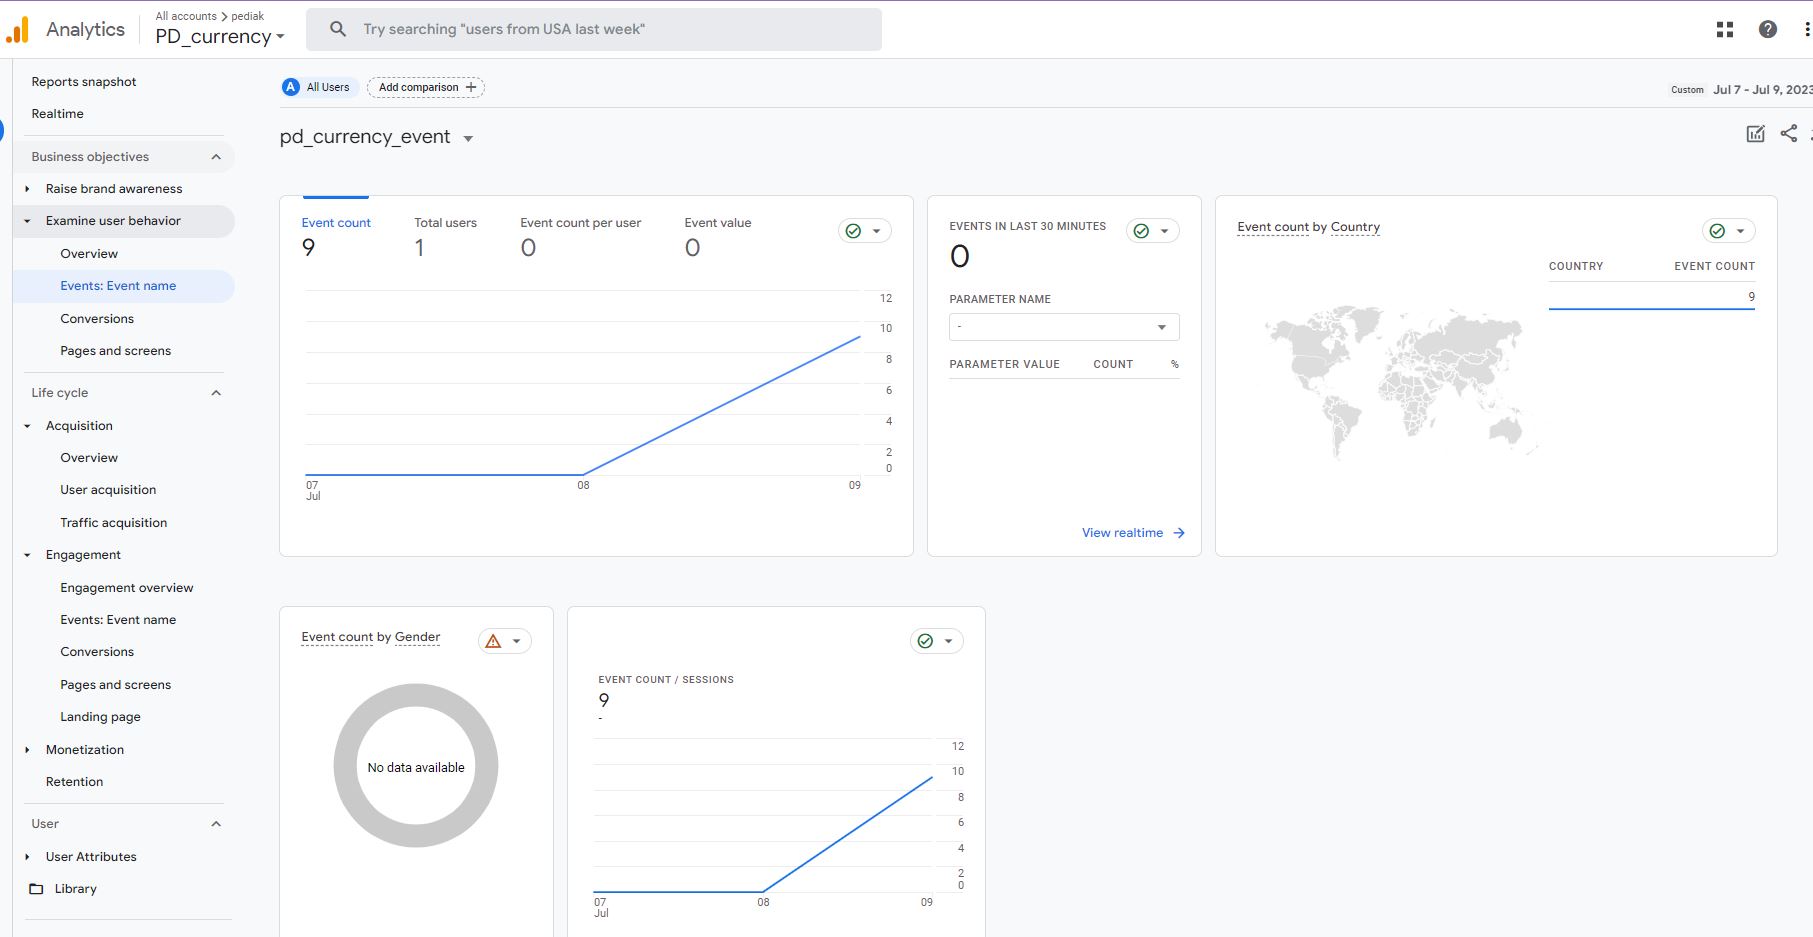 Analytics
All accounts > pediak
PD_currency
Try searching "users from USA last week"
Reports snapshot
Realtime
Business objectives
Raise brand awareness
Examine user behavior
Overview
Events: Event name
Conversions
Pages and screens
Life cycle
Acquisition
Overview
User acquisition
Traffic acquisition
Engagement
Engagement overview
Events: Event name
Conversions
Pages and screens
Landing page
Monetization
Retention
User
User Attributes
Library
A All Users
Add comparison +
Custom Jul 7 - Jul 9, 2023
pd_currency_event
Event count
9
Total users
1
Event count per user
0
Event value
0
12
10
8
6
4
2
0
07
Jul
08
09
EVENTS IN LAST 30 MINUTES
0
PARAMETER NAME
-
PARAMETER VALUE COUNT %
View realtime
Event count by Country
COUNTRY EVENT COUNT
9
Event count by Gender
No data available
EVENT COUNT / SESSIONS
9
-
12
10
8
6
4
2
0
07
Jul
08
09